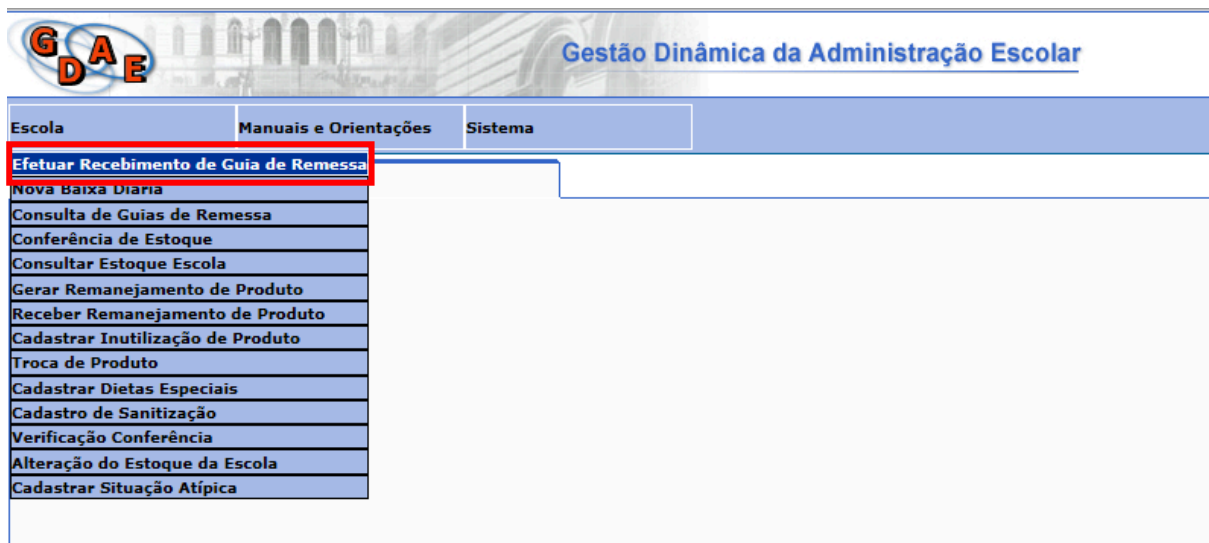 GDAE
Gestão Dinâmica da Administração Escolar
Escola Manuais e Orientações Sistema
Efetuar Recebimento de Guia de Remessa
Nova Baixa Diária
Consulta de Guias de Remessa
Conferência de Estoque
Consultar Estoque Escola
Gerar Remanejamento de Produto
Receber Remanejamento de Produto
Cadastrar Inutilização de Produto
Troca de Produto
Cadastrar Dietas Especiais
Cadastro de Sanitização
Verificação Conferência
Alteração do Estoque da Escola
Cadastrar Situação Atípica